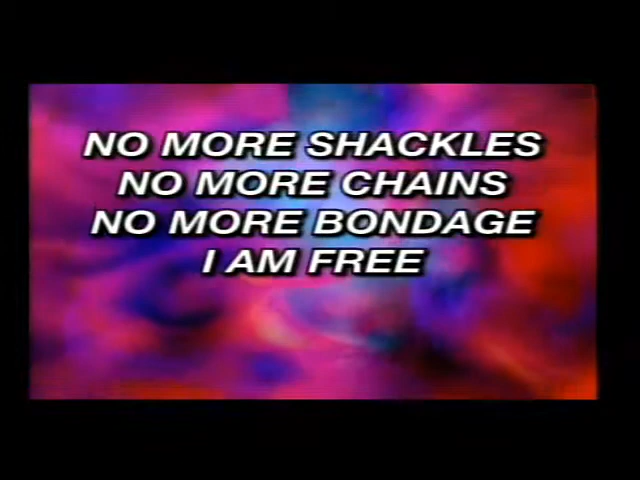 NO MORE SHACKLES
NO MORE CHAINS
NO MORE BONDAGE
I AM FREE